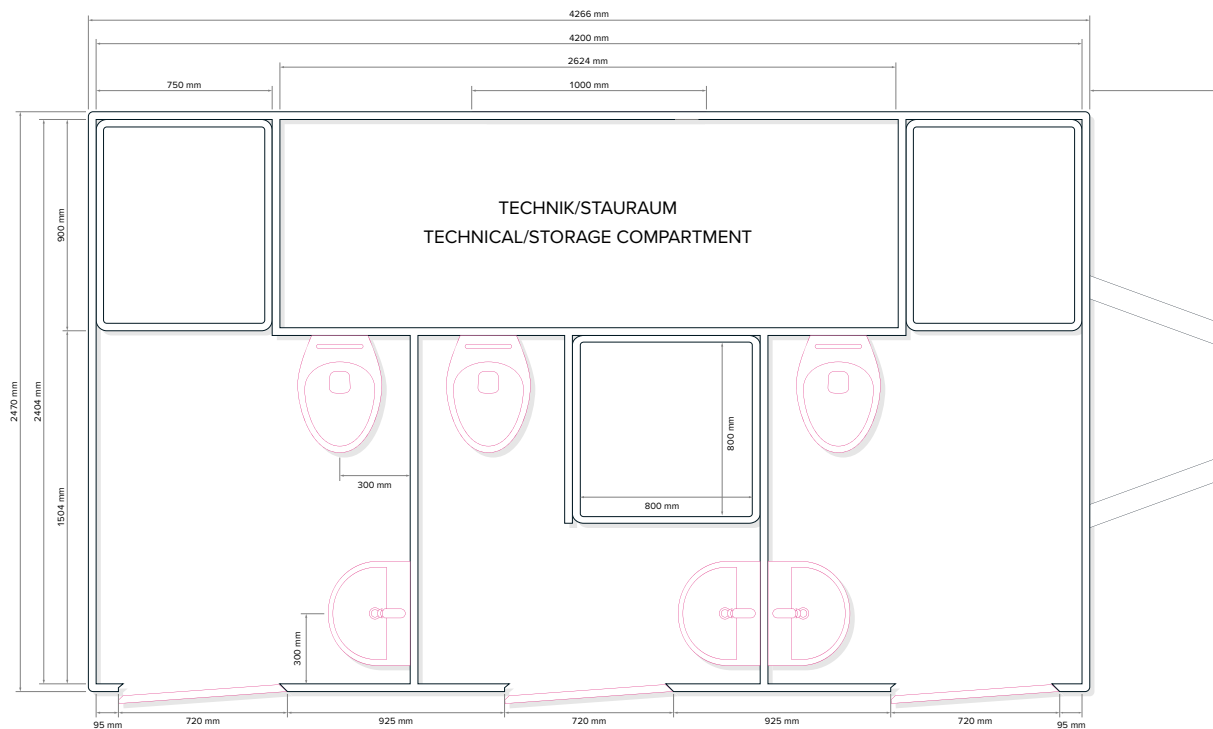 4266 mm
4200 mm
2624 mm
750 mm
1000 mm
TECHNIK/STAURAUM
TECHNICAL/STORAGE COMPARTMENT
900 mm
2470 mm
2404 mm
1504 mm
800 mm
800 mm
300 mm
300 mm
95 mm
720 mm
925 mm
720 mm
925 mm
720 mm
95 mm